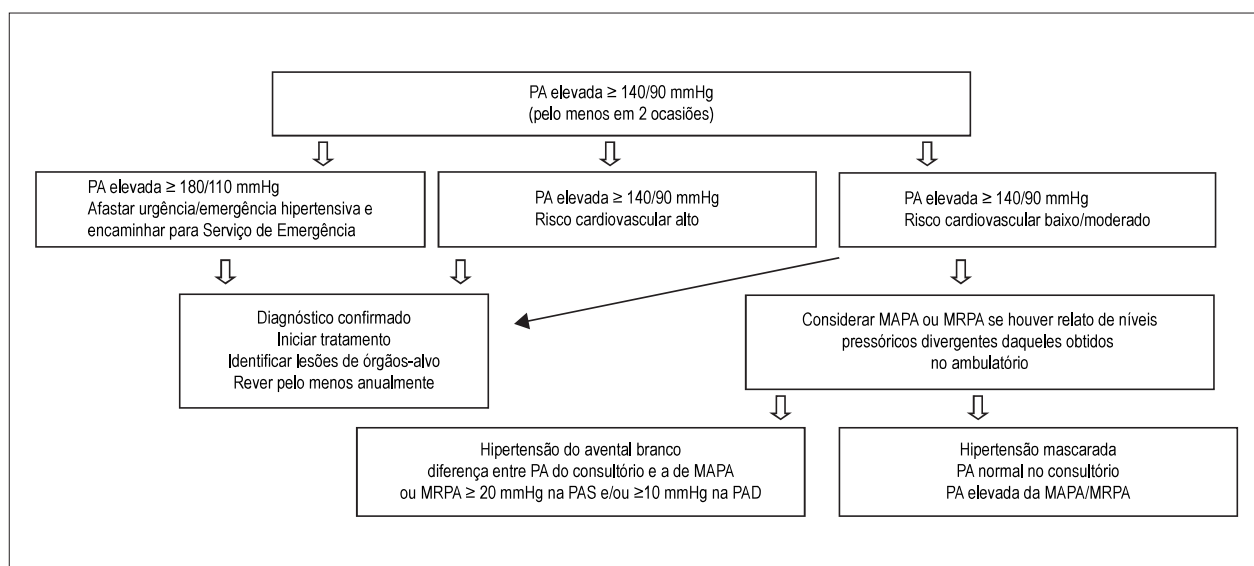 PA elevada ≥ 140/90 mmHg
(pelo menos em 2 ocasiões)
PA elevada ≥ 180/110 mmHg
Afastar urgência/emergência hipertensiva e
encaminhar para Serviço de Emergência
PA elevada ≥ 140/90 mmHg
Risco cardiovascular alto
PA elevada ≥ 140/90 mmHg
Risco cardiovascular baixo/moderado
Diagnóstico confirmado
Iniciar tratamento
Identificar lesões de órgãos-alvo
Rever pelo menos anualmente
Considerar MAPA ou MRPA se houver relato de níveis
pressóricos divergentes daqueles obtidos
no ambulatório
Hipertensão do avental branco
diferença entre PA do consultório e a de MAPA
ou MRPA ≥ 20 mmHg na PAS e/ou ≥10 mmHg na PAD
Hipertensão mascarada
PA normal no consultório
PA elevada da MAPA/MRPA